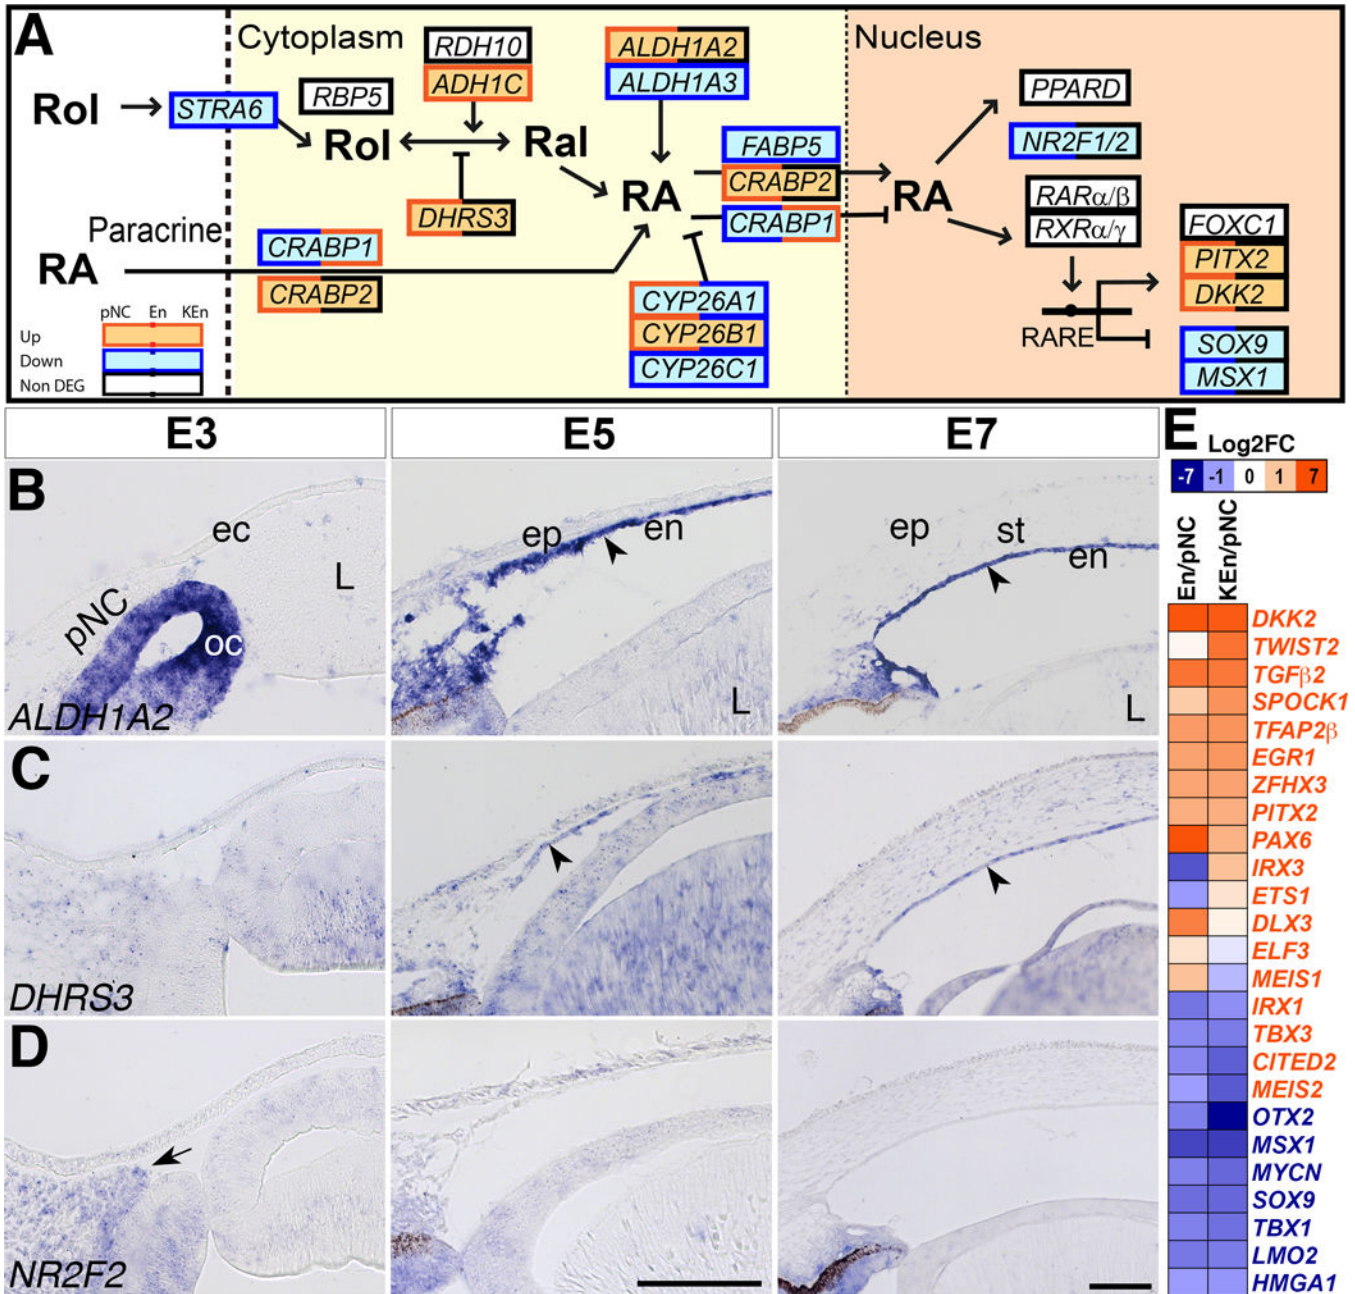 A
Cytoplasm
Nucleus
Rol
STRA6
RBP5
Rol
RDH10
ADH1C
Ral
DHRS3
ALDH1A2
ALDH1A3
RA
FABP5
CRABP2
CRABP1
RA
PPARD
NR2F1/2
RARα/β
RXRα/γ
RARE
FOXC1
PITX2
DKK2
SOX9
MSX1
Paracrine
RA
CRABP1
CRABP2
CYP26A1
CYP26B1
CYP26C1
pNC En KEn
Up
Down
Non DEG
E3
E5
E7
B
ec
L
pNC
oc
ALDH1A2
ep
en
L
ep
st
en
L
C
DHRS3
D
NR2F2
E
Log2FC
-7 -1 0 1 7
En/pNC
KEn/pNC
DKK2
TWIST2
TGFβ2
SPOCK1
TFAP2β
EGR1
ZFHX3
PITX2
PAX6
IRX3
ETS1
DLX3
ELF3
MEIS1
IRX1
TBX3
CITED2
MEIS2
OTX2
MSX1
MYCN
SOX9
TBX1
LMO2
HMGA1